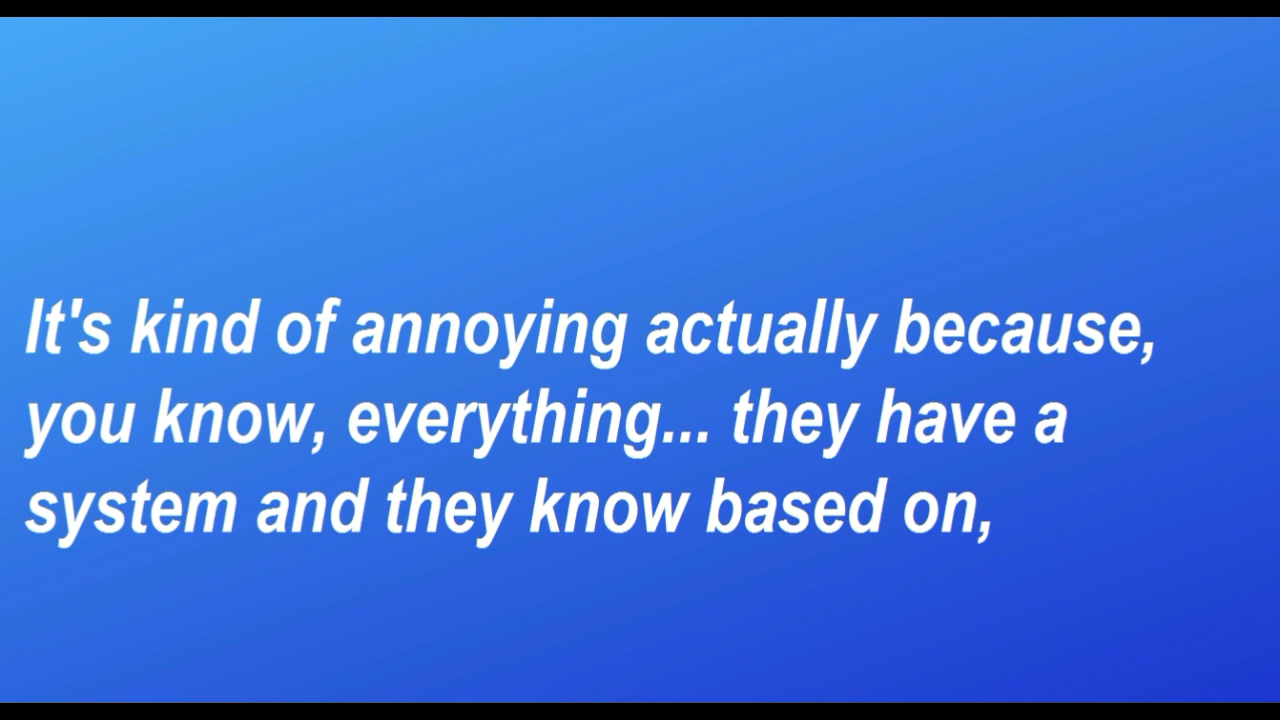 It's kind of annoying actually because,
you know, everything... they have a
system and they know based on,